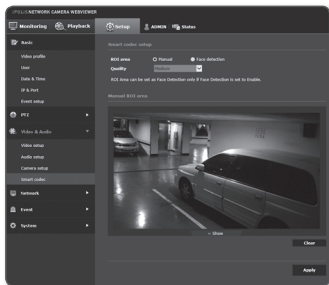 iPOLiS NETWORK CAMERA WEBVIEWER
Monitoring
Playback
Setup
ADMIN
Status
Basic
Video profile
User
Date & Time
IP & Port
Event setup
PTZ
Video & Audio
Video setup
Audio setup
Camera setup
Smart codec
Network
Event
System
Smart codec setup
ROI area
Manual
Face detection
Quality
Medium
ROI Area can be set as Face Detection only if Face Detection is set to Enable.
Manual ROI area
Show
Clear
Apply